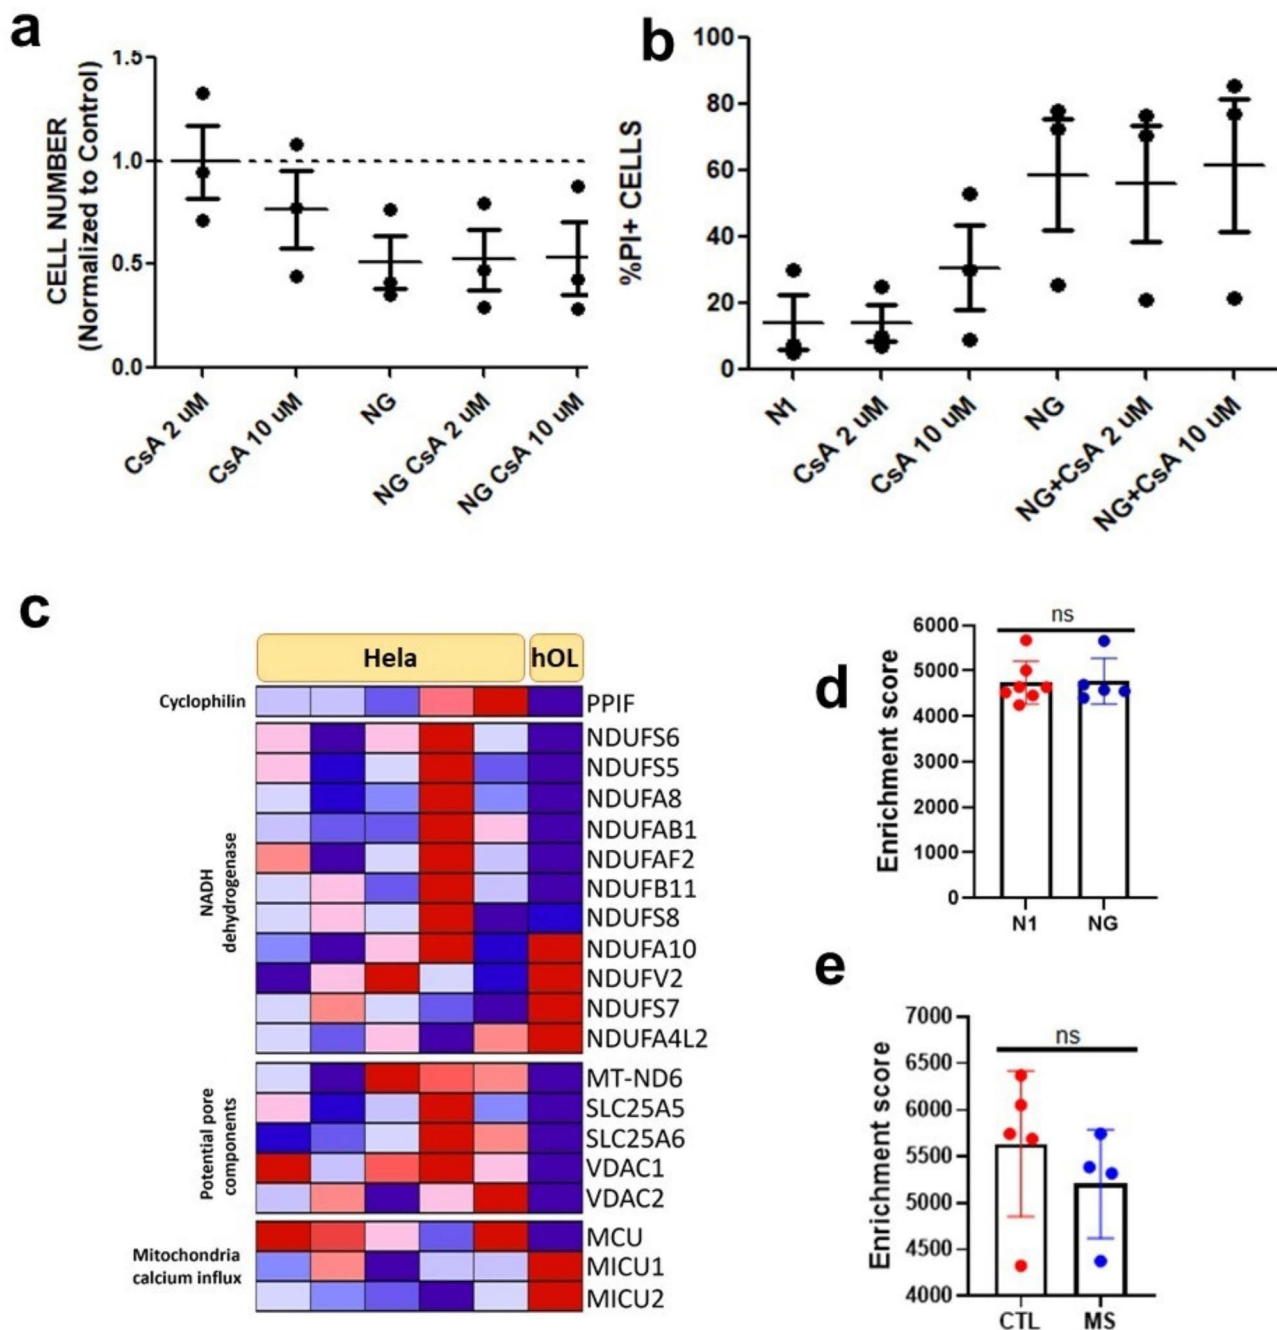 a
CELL NUMBER
(Normalized to Control)
1.5
1.0
0.5
0.0
CsA 2 uM
CsA 10 uM
NG
NG CsA 2 uM
NG CsA 10 uM
b
%PI+ CELLS
100
80
60
40
20
0
N1
CsA 2 uM
CsA 10 uM
NG
NG+CsA 2 uM
NG+CsA 10 uM
c
Hela
hOL
Cyclophilin
PPIF
NADH
dehydrogenase
NDUFS6
NDUFS5
NDUFA8
NDUFAB1
NDUFAF2
NDUFB11
NDUFS8
NDUFA10
NDUFV2
NDUFS7
NDUFA4L2
Potential pore
components
MT-ND6
SLC25A5
SLC25A6
VDAC1
VDAC2
Mitochondria
calcium influx
MCU
MICU1
MICU2
d
Enrichment score
6000
5000
4000
3000
2000
1000
0
ns
N1
NG
e
Enrichment score
7000
6500
6000
5500
5000
4500
4000
ns
CTL
MS